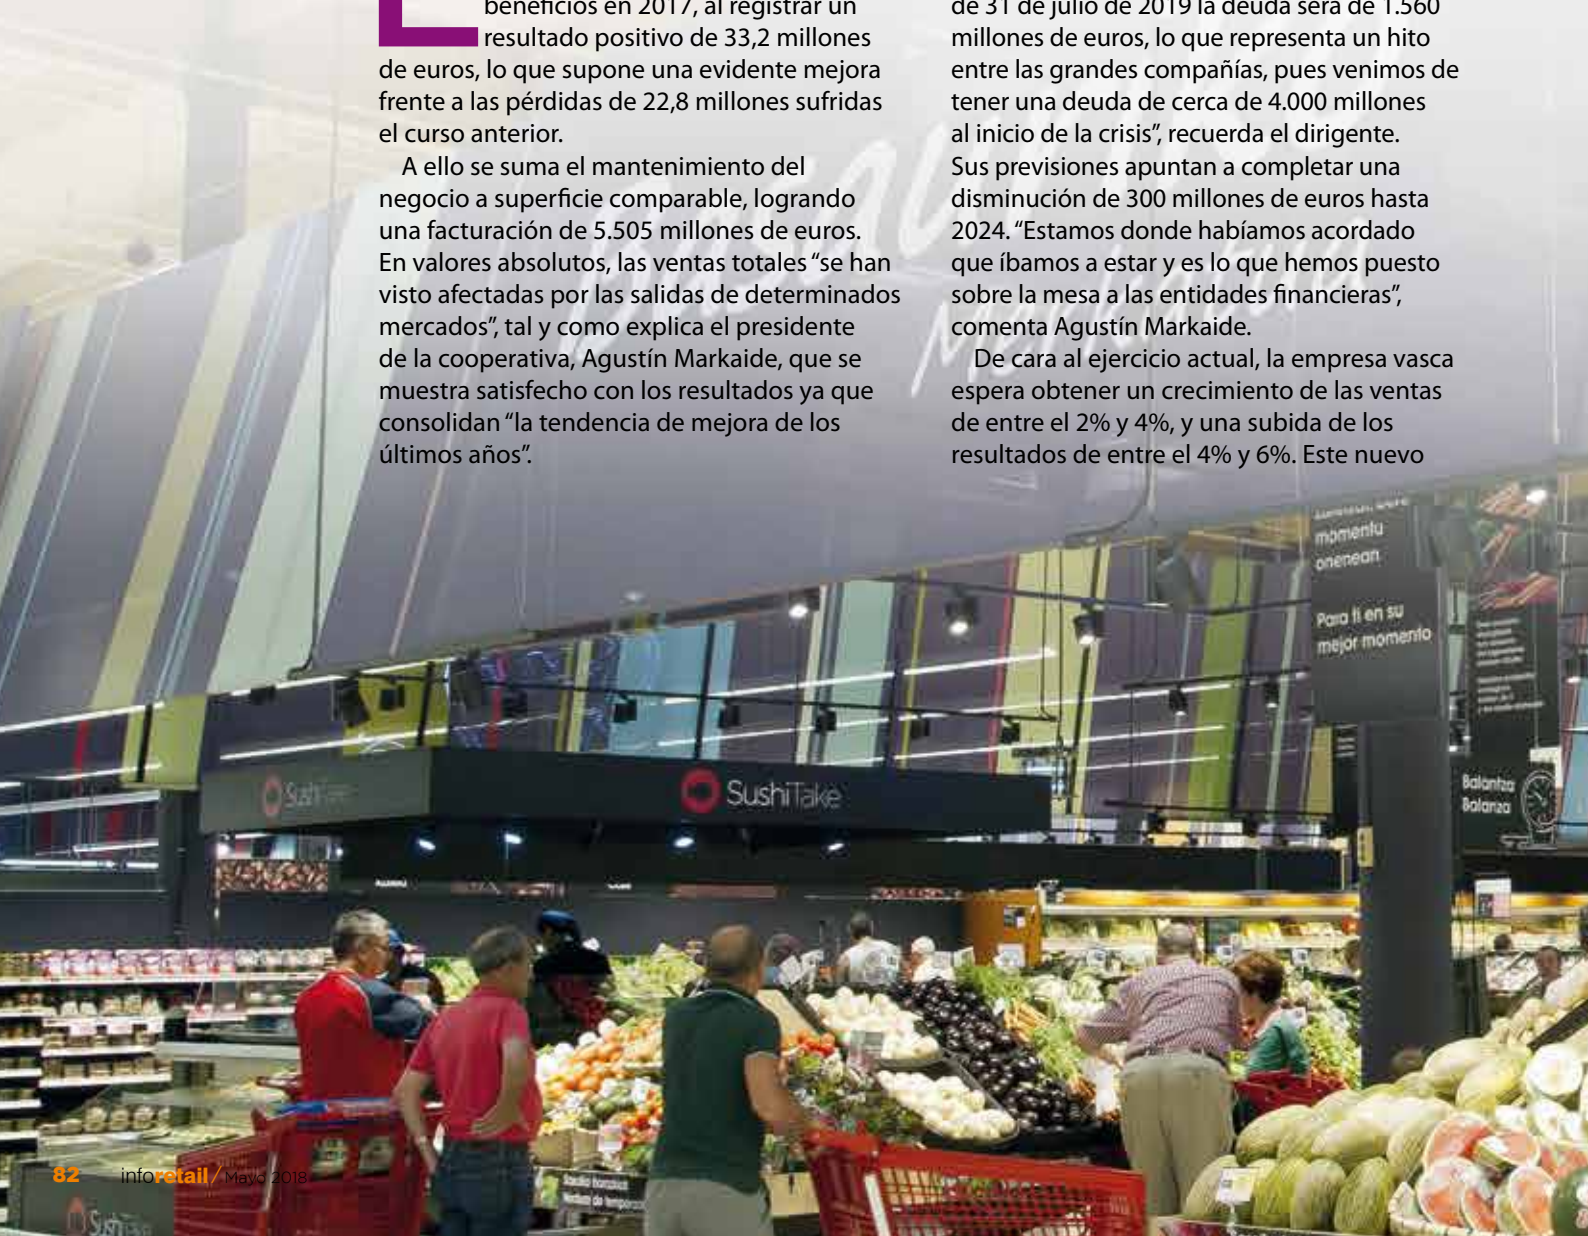 beneficios en 2017, al registrar un
resultado positivo de 33,2 millones
de euros, lo que supone una evidente mejora
frente a las pérdidas de 22,8 millones sufridas
el curso anterior.
A ello se suma el mantenimiento del
negocio a superficie comparable, logrando
una facturación de 5.505 millones de euros.
En valores absolutos, las ventas totales “se han
visto afectadas por las salidas de determinados
mercados”, tal y como explica el presidente
de la cooperativa, Agustín Markaide, que se
muestra satisfecho con los resultados ya que
consolidan “la tendencia de mejora de los
últimos años”.
de 31 de julio de 2019 la deuda será de 1.560
millones de euros, lo que representa un hito
entre las grandes compañías, pues venimos de
tener una deuda de cerca de 4.000 millones
al inicio de la crisis”, recuerda el dirigente.
Sus previsiones apuntan a completar una
disminución de 300 millones de euros hasta
2024. “Estamos donde habíamos acordado
que íbamos a estar y es lo que hemos puesto
sobre la mesa a las entidades financieras”,
comenta Agustín Markaide.
De cara al ejercicio actual, la empresa vasca
espera obtener un crecimiento de las ventas
de entre el 2% y 4%, y una subida de los
resultados de entre el 4% y 6%. Este nuevo
momentu
onenean
Para ti en su
mejor momento
SushiTake
SushiTake
Balantza
Balanza
82 inforetail / Mayo 2018
Sushi